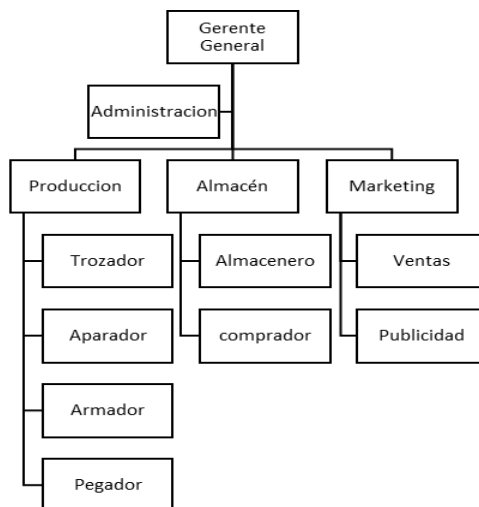 Gerente
General
Administracion
Produccion
Almacén
Marketing
Trozador
Almacenero
Ventas
Aparador
comprador
Publicidad
Armador
Pegador